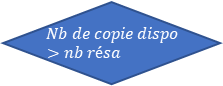 Nb de copie dispo
> nb résa